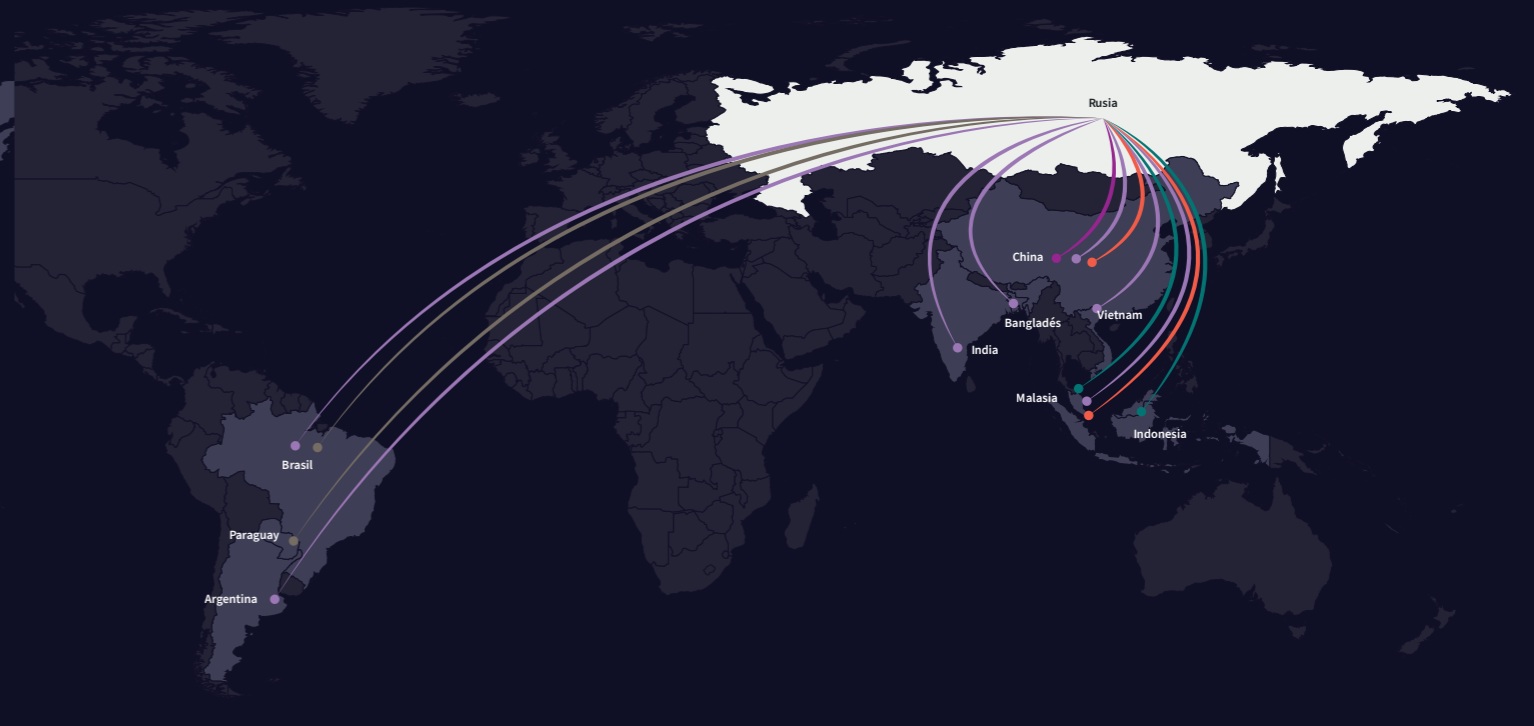 Rusia
China
Bangladés
Vietnam
India
Malasia
Indonesia
Brasil
Paraguay
Argentina